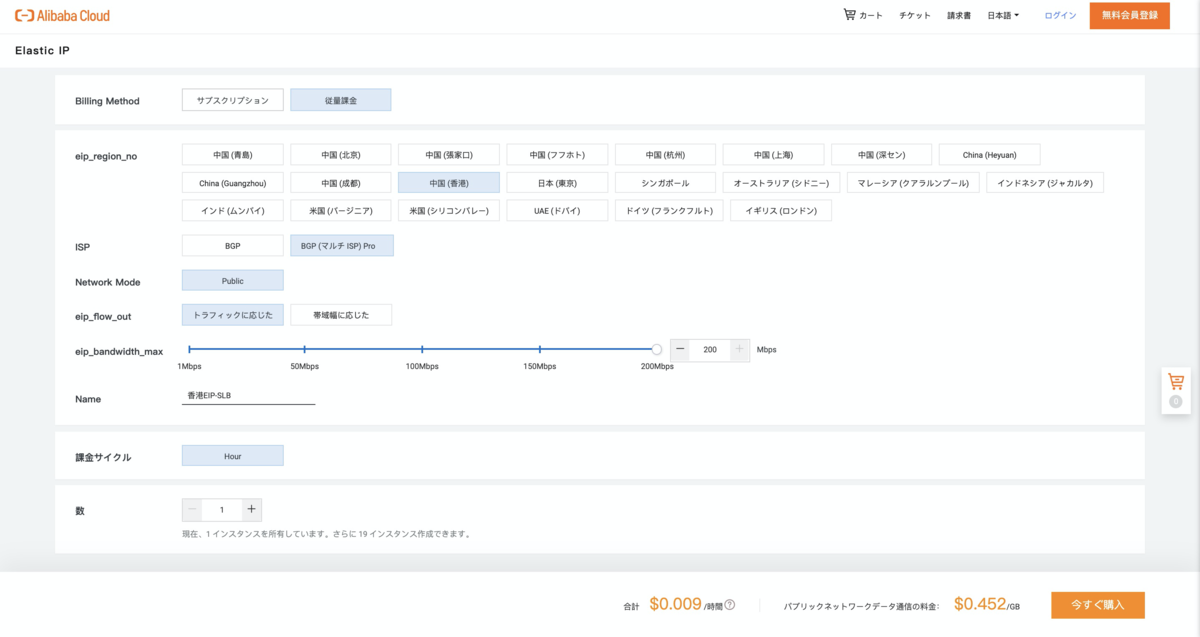 Alibaba Cloud カート チケット 請求書 日本語 ログイン 無料会員登録
Elastic IP
Billing Method サブスクリプション 従量課金
eip_region_no 中国 (青島) 中国 (北京) 中国 (張家口) 中国 (フフホト) 中国 (杭州) 中国 (上海) 中国 (深セン) China (Heyuan)
China (Guangzhou) 中国 (成都) 中国 (香港) 日本 (東京) シンガポール オーストラリア (シドニー) マレーシア (クアラルンプール) インドネシア (ジャカルタ)
インド (ムンバイ) 米国 (バージニア) 米国 (シリコンバレー) UAE (ドバイ) ドイツ (フランクフルト) イギリス (ロンドン)
ISP BGP BGP (マルチ ISP) Pro
Network Mode Public
eip_flow_out トラフィックに応じた 帯域幅に応じた
eip_bandwidth_max 200 Mbps
1Mbps 50Mbps 100Mbps 150Mbps 200Mbps
Name 香港EIP-SLB
0
課金サイクル Hour
数 1
現在、1 インスタンスを所有しています。さらに 19 インスタンス作成できます。
合計 $0.009 /時間 パブリックネットワークデータ通信の料金: $0.452/GB 今すぐ購入